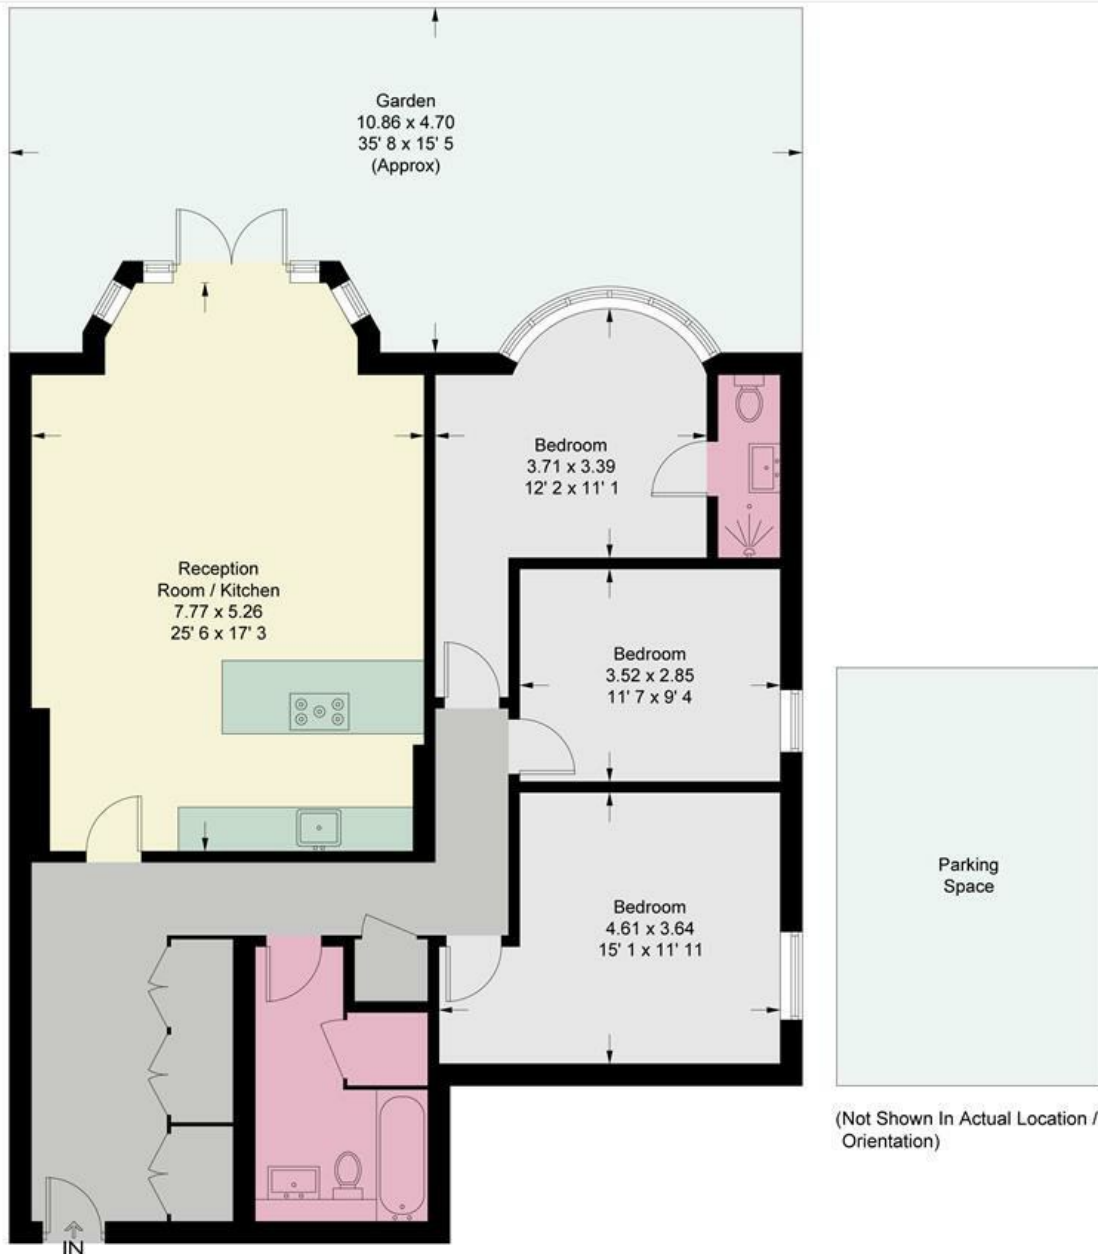 Garden
10.86 x 4.70
35' 8 x 15' 5
(Approx)
Bedroom
3.71 x 3.39
12' 2 x 11' 1
Reception
Room / Kitchen
7.77 x 5.26
25' 6 x 17' 3
Bedroom
3.52 x 2.85
11' 7 x 9' 4
Bedroom
4.61 x 3.64
15' 1 x 11' 11
Parking
Space
(Not Shown In Actual Location /
Orientation)
IN